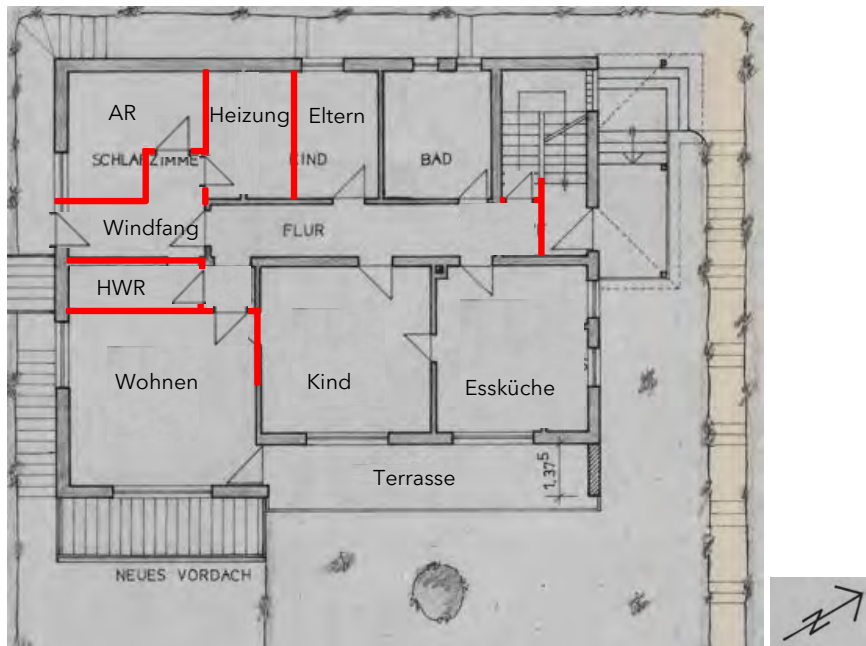 AR
Heizung
Eltern
SCHLAFZIMME
KIND
BAD
Windfang
FLUR
HWR
Wohnen
Kind
Essküche
Terrasse
1,375
NEUES VORDACH
N